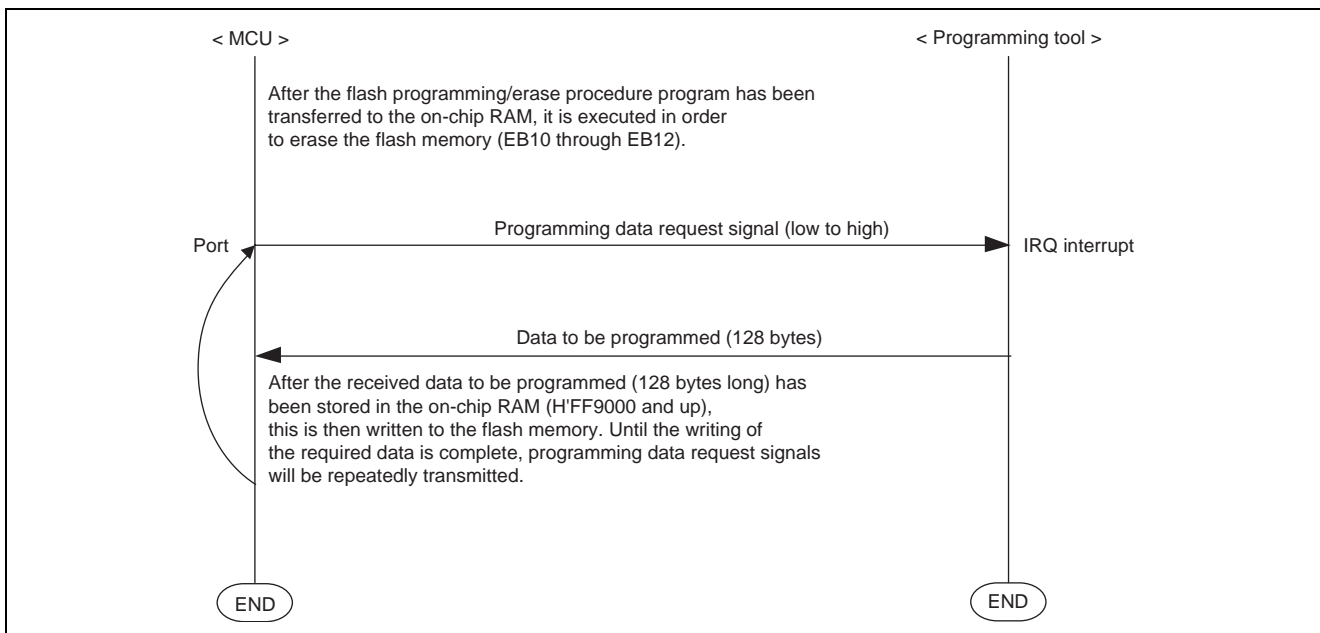 < MCU >
< Programming tool >
After the flash programming/erase procedure program has been
transferred to the on-chip RAM, it is executed in order
to erase the flash memory (EB10 through EB12).
Programming data request signal (low to high)
Port
IRQ interrupt
Data to be programmed (128 bytes)
After the received data to be programmed (128 bytes long) has
been stored in the on-chip RAM (H'FF9000 and up),
this is then written to the flash memory. Until the writing of
the required data is complete, programming data request signals
will be repeatedly transmitted.
END
END